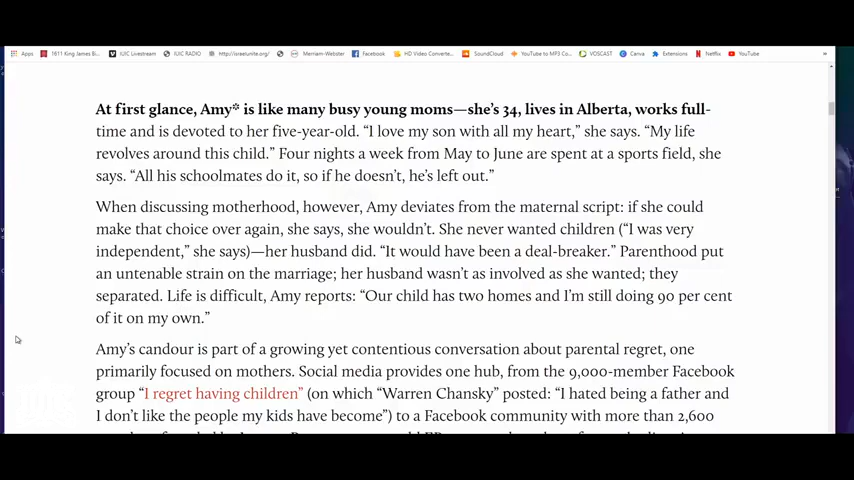 Apps 1611 King James Bi... IUIC Livestream IUIC RADIO https://israelunite.org/ Merriam-Webster Facebook HD Video Converte... SoundCloud YouTube to MP3 Co... VOSCAST Canva Extensions Netflix YouTube »
At first glance, Amy* is like many busy young moms—she's 34, lives in Alberta, works full-
time and is devoted to her five-year-old. “I love my son with all my heart,” she says. “My life
revolves around this child.” Four nights a week from May to June are spent at a sports field, she
says. “All his schoolmates do it, so if he doesn't, he's left out.”
When discussing motherhood, however, Amy deviates from the maternal script: if she could
make that choice over again, she says, she wouldn't. She never wanted children (“I was very
independent,” she says)—her husband did. “It would have been a deal-breaker.” Parenthood put
an untenable strain on the marriage; her husband wasn't as involved as she wanted; they
separated. Life is difficult, Amy reports: “Our child has two homes and I'm still doing 90 per cent
of it on my own.”
Amy's candour is part of a growing yet contentious conversation about parental regret, one
primarily focused on mothers. Social media provides one hub, from the 9,000-member Facebook
group “I regret having children” (on which “Warren Chansky” posted: “I hated being a father and
I don't like the people my kids have become”) to a Facebook community with more than 2,600